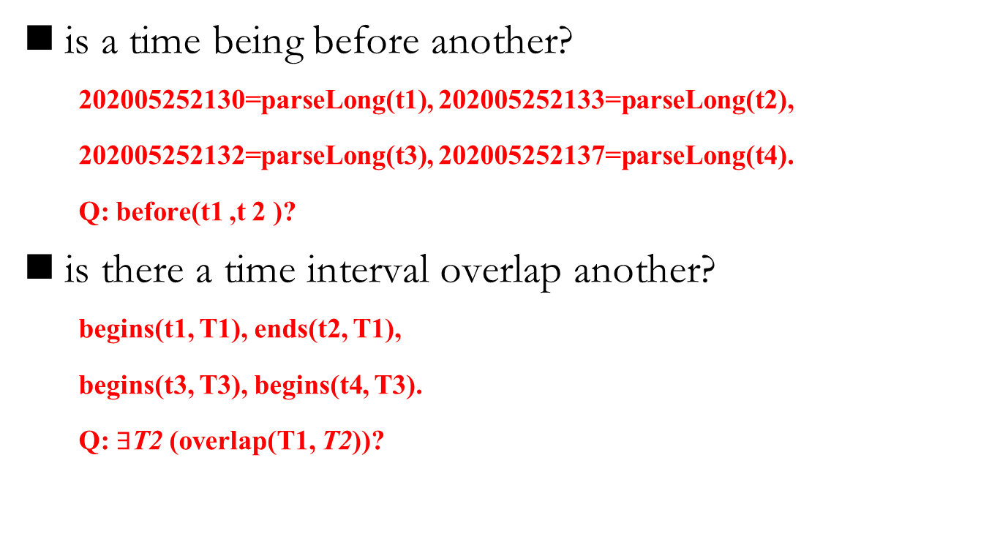 ■ is a time being before another?
202005252130=parseLong(t1), 202005252133=parseLong(t2),
202005252132=parseLong(t3), 202005252137=parseLong(t4).
Q: before(t1 ,t 2 )?
■ is there a time interval overlap another?
begins(t1, T1), ends(t2, T1),
begins(t3, T3), begins(t4, T3).
Q: ∃T2 (overlap(T1, T2))?